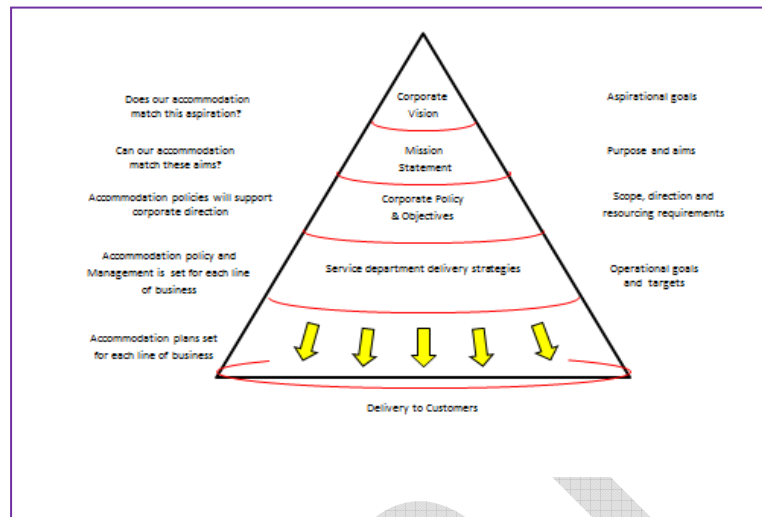 Does our accommodation
match this aspiration?
Corporate
Vision
Aspirational goals
Can our accommodation
match these aims?
Mission
Statement
Purpose and aims
Accommodation policies will support
corporate direction
Corporate Policy
& Objectives
Scope, direction and
resourcing requirements
Accommodation policy and
Management is set for each line
of business
Service department delivery strategies
Operational goals
and targets
Accommodation plans set
for each line of business
Delivery to Customers